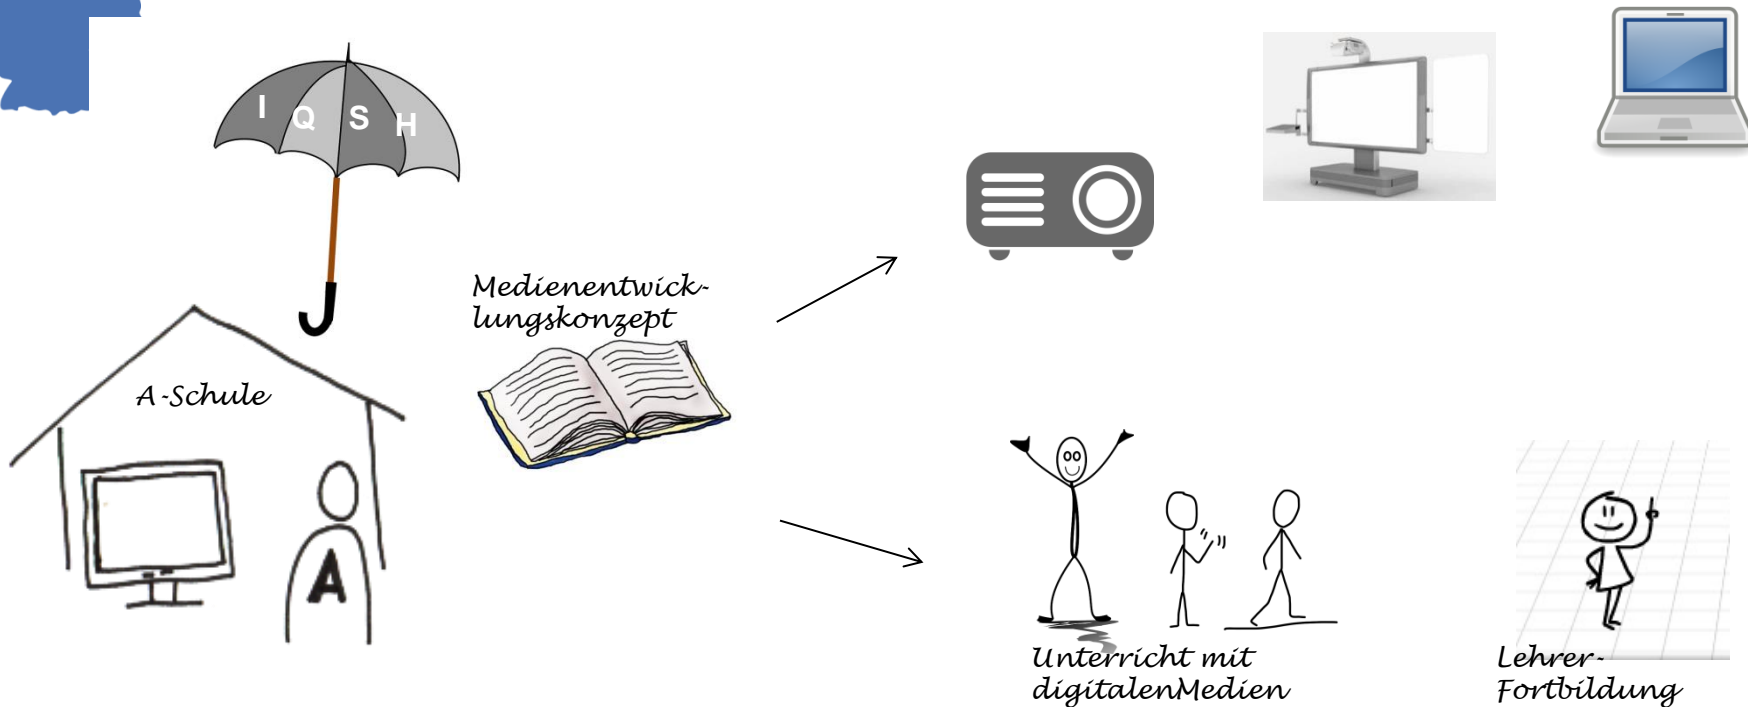 I Q S H
Medienentwick-
lungskonzept
A-Schule
A
Unterricht mit
digitalenMedien
Lehrer-
Fortbildung